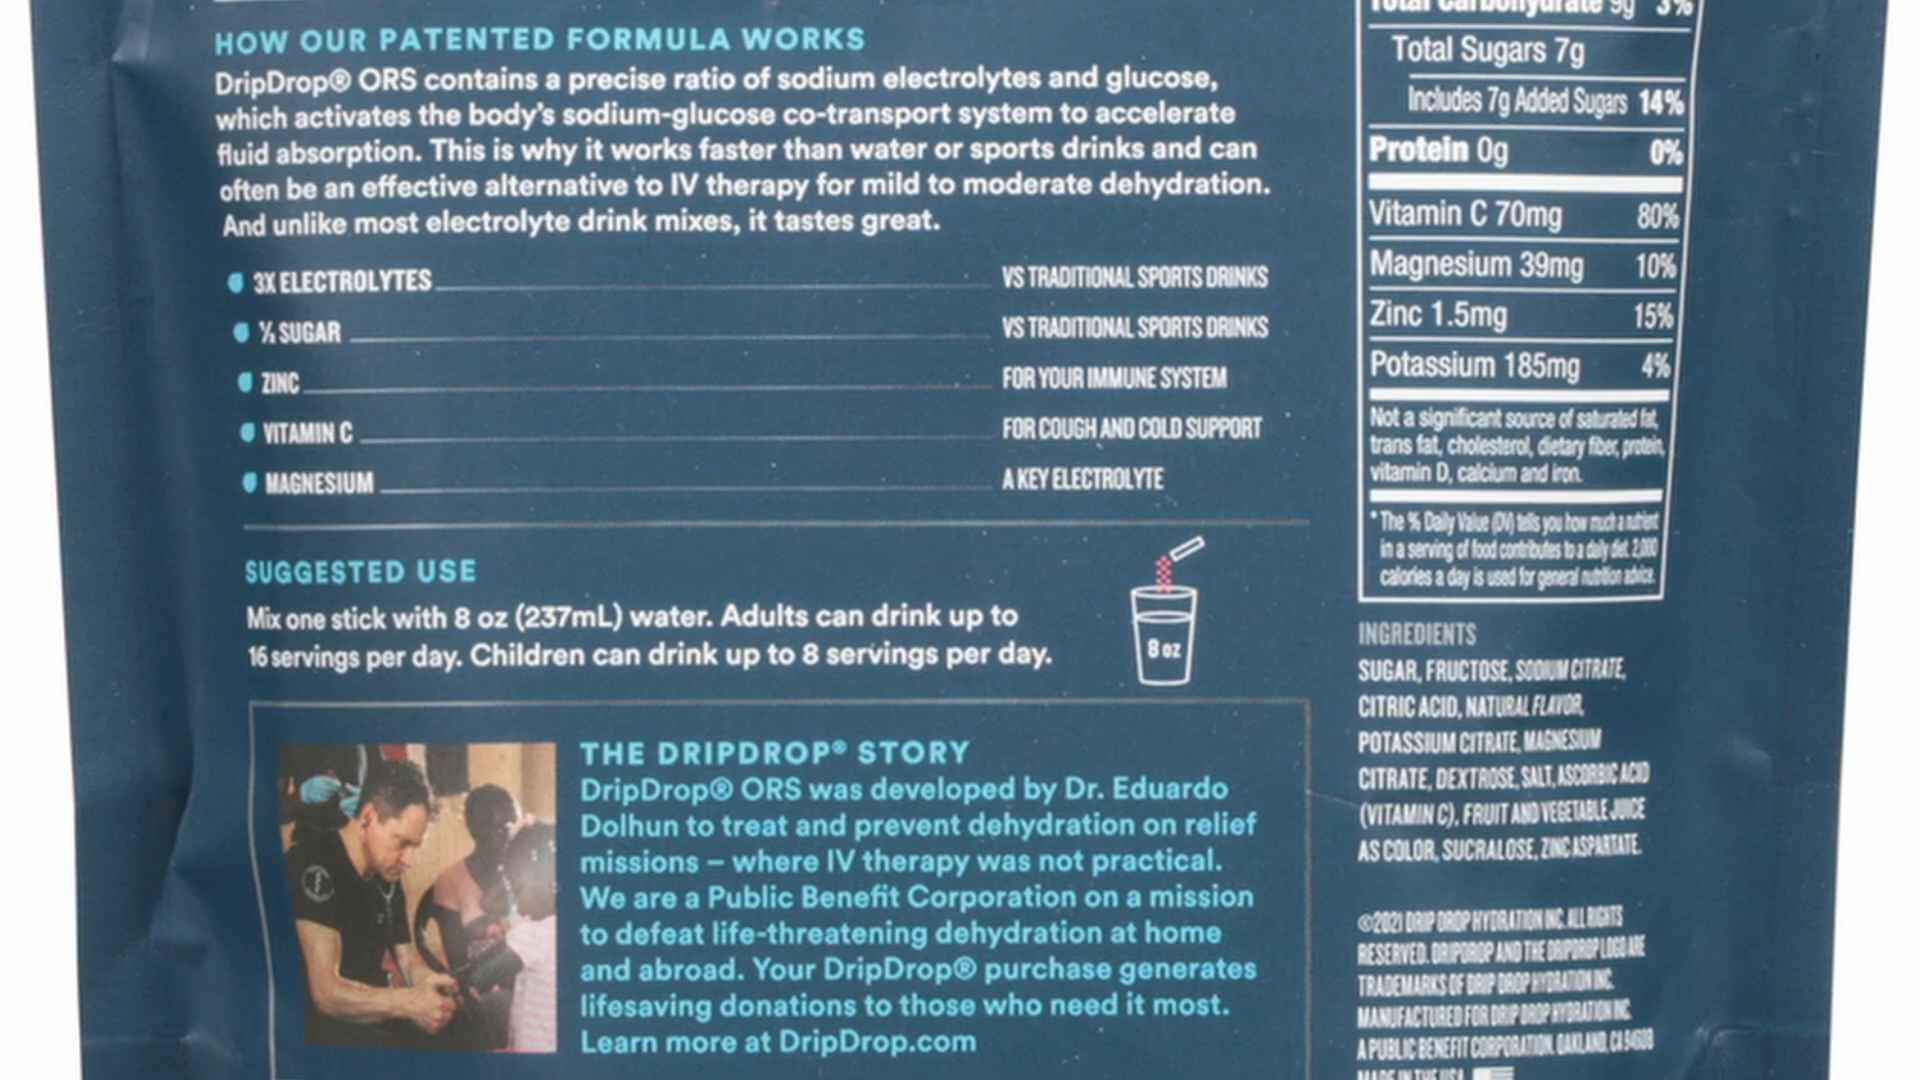 HOW OUR PATENTED FORMULA WORKS
DripDrop® ORS contains a precise ratio of sodium electrolytes and glucose,
which activates the body's sodium-glucose co-transport system to accelerate
fluid absorption. This is why it works faster than water or sports drinks and can
often be an effective alternative to IV therapy for mild to moderate dehydration.
And unlike most electrolyte drink mixes, it tastes great.
3X ELECTROLYTES VS TRADITIONAL SPORTS DRINKS
½ SUGAR VS TRADITIONAL SPORTS DRINKS
ZINC FOR YOUR IMMUNE SYSTEM
VITAMIN C FOR COUGH AND COLD SUPPORT
MAGNESIUM A KEY ELECTROLYTE
SUGGESTED USE
Mix one stick with 8 oz (237mL) water. Adults can drink up to
16 servings per day. Children can drink up to 8 servings per day.
8 oz
THE DRIPDROP® STORY
DripDrop® ORS was developed by Dr. Eduardo
Dolhun to treat and prevent dehydration on relief
missions – where IV therapy was not practical.
We are a Public Benefit Corporation on a mission
to defeat life-threatening dehydration at home
and abroad. Your DripDrop® purchase generates
lifesaving donations to those who need it most.
Learn more at DripDrop.com
Total Carbohydrate 9g 3%
Total Sugars 7g
Includes 7g Added Sugars 14%
Protein 0g 0%
Vitamin C 70mg 80%
Magnesium 39mg 10%
Zinc 1.5mg 15%
Potassium 185mg 4%
Not a significant source of saturated fat,
trans fat, cholesterol, dietary fiber, protein,
vitamin D, calcium and iron.
* The % Daily Value (DV) tells you how much a nutrient
in a serving of food contributes to a daily diet. 2,000
calories a day is used for general nutrition advice.
INGREDIENTS
SUGAR, FRUCTOSE, SODIUM CITRATE,
CITRIC ACID, NATURAL FLAVOR,
POTASSIUM CITRATE, MAGNESIUM
CITRATE, DEXTROSE, SALT, ASCORBIC ACID
(VITAMIN C), FRUIT AND VEGETABLE JUICE
AS COLOR, SUCRALOSE, ZINC ASPARTATE.
©2021 DRIP DROP HYDRATION INC. ALL RIGHTS
RESERVED. DRIPDROP AND THE DRIPDROP LOGO ARE
TRADEMARKS OF DRIP DROP HYDRATION INC.
MANUFACTURED FOR DRIP DROP HYDRATION INC.
A PUBLIC BENEFIT CORPORATION. OAKLAND, CA 94609
MADE IN THE USA